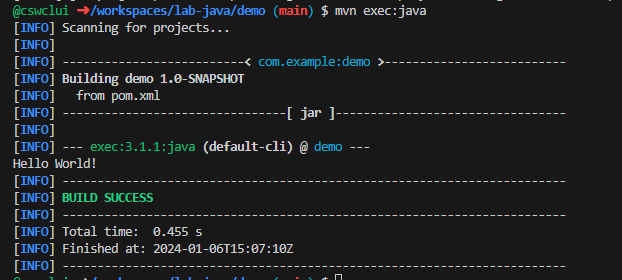 @cswclui ➜/workspaces/lab-java/demo (main) $ mvn exec:java
[INFO] Scanning for projects...
[INFO]
[INFO] --------------------------< com.example:demo >--------------------------
[INFO] Building demo 1.0-SNAPSHOT
[INFO]   from pom.xml
[INFO] --------------------------------[ jar ]---------------------------------
[INFO]
[INFO] --- exec:3.1.1:java (default-cli) @ demo ---
Hello World!
[INFO] ------------------------------------------------------------------------
[INFO] BUILD SUCCESS
[INFO] ------------------------------------------------------------------------
[INFO] Total time:  0.455 s
[INFO] Finished at: 2024-01-06T15:07:10Z
[INFO] ------------------------------------------------------------------------